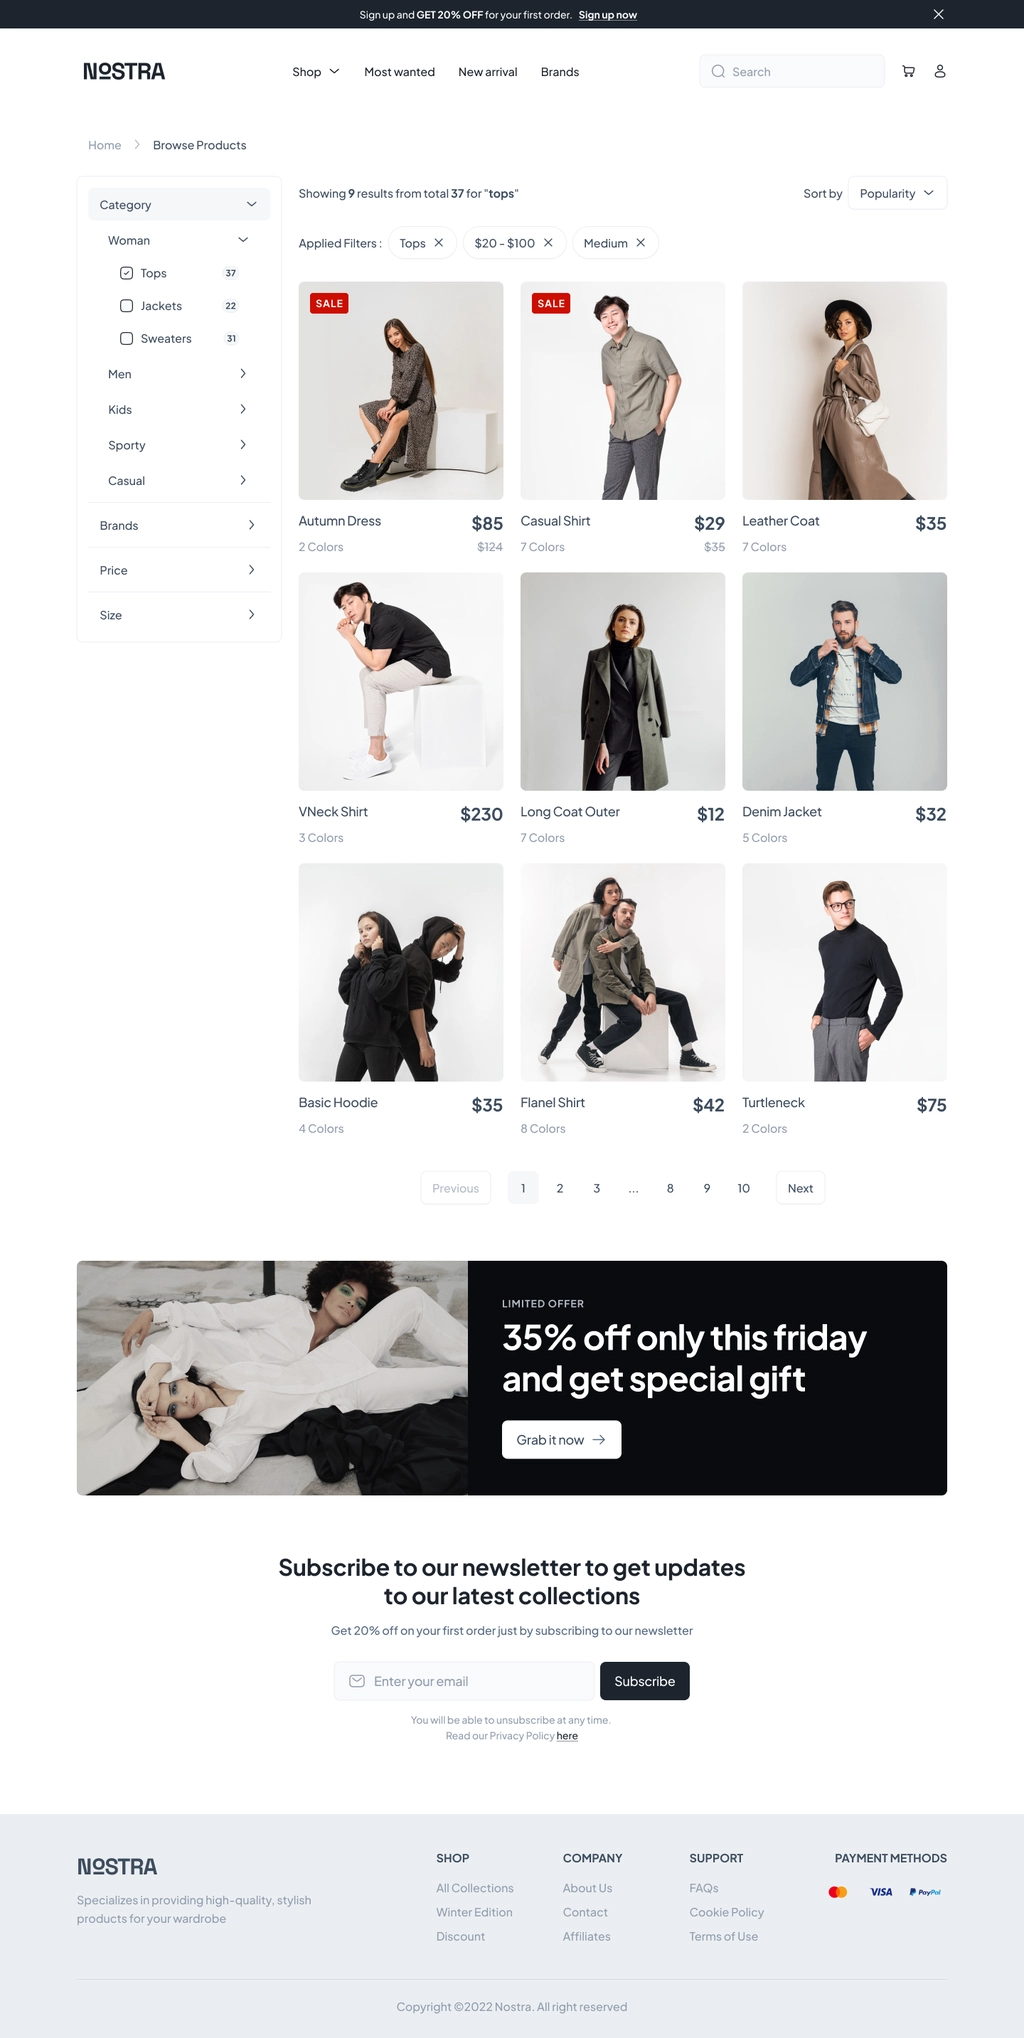 Sign up and GET 20% OFF for your first order. Sign up now
NOSTRA
Shop Most wanted New arrival Brands
Search
Home Browse Products
Category
Woman
Tops 37
Jackets 22
Sweaters 31
Men
Kids
Sporty
Casual
Brands
Price
Size
Showing 9 results from total 37 for "tops"
Sort by Popularity
Applied Filters : Tops $20 - $100 Medium
SALE
SALE
Autumn Dress $85
2 Colors $124
Casual Shirt $29
7 Colors $35
Leather Coat $35
7 Colors
VNeck Shirt $230
3 Colors
Long Coat Outer $12
7 Colors
Denim Jacket $32
5 Colors
Basic Hoodie $35
4 Colors
Flanel Shirt $42
8 Colors
Turtleneck $75
2 Colors
Previous 1 2 3 ... 8 9 10 Next
LIMITED OFFER
35% off only this friday
and get special gift
Grab it now
Subscribe to our newsletter to get updates
to our latest collections
Get 20% off on your first order just by subscribing to our newsletter
Enter your email Subscribe
You will be able to unsubscribe at any time.
Read our Privacy Policy here
NOSTRA
Specializes in providing high-quality, stylish
products for your wardrobe
SHOP
All Collections
Winter Edition
Discount
COMPANY
About Us
Contact
Affiliates
SUPPORT
FAQs
Cookie Policy
Terms of Use
PAYMENT METHODS
VISA PayPal
Copyright ©2022 Nostra. All right reserved